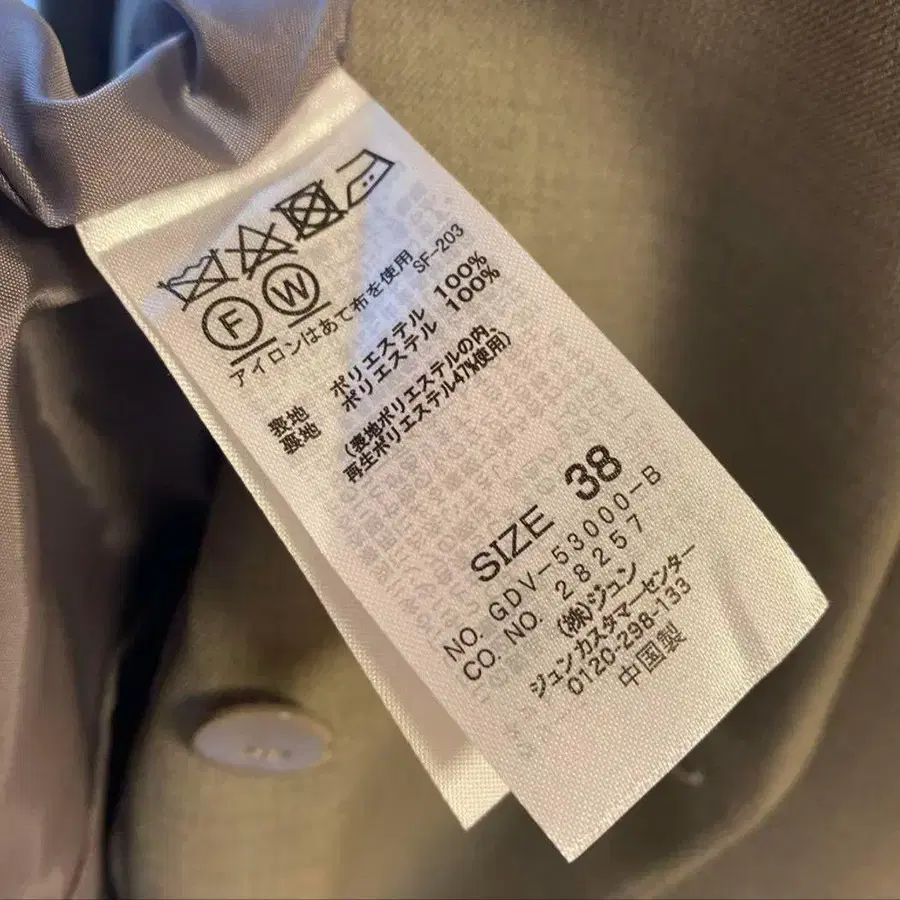 F W
アイロンはあて布を使用
SF-203
表地 ポリエステル 100%
裏地 ポリエステル 100%
(表地ポリエステルの内、
再生ポリエステル47%使用)
SIZE 38
NO. GDV-53000-B
CO. NO. 28257
(株)ジュン
ジュンカスタマーセンター
0120-298-133
中国製